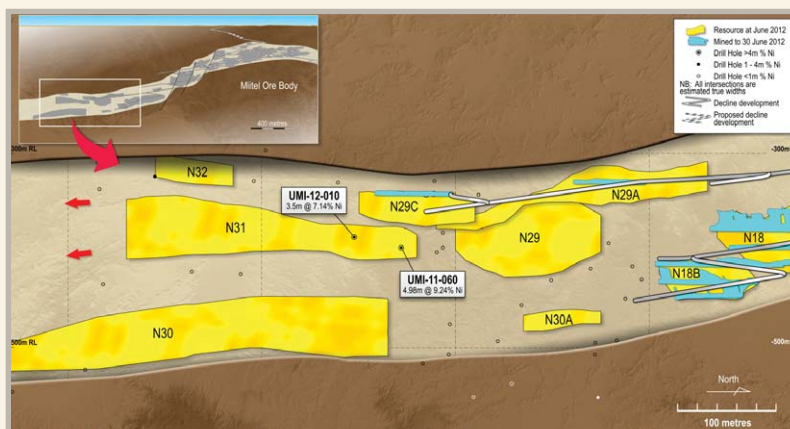 Miitel Ore Body
400 metres
Resource at June 2012
Mined to 30 June 2012
Drill Hole >4m % Ni
Drill Hole 1 - 4m % Ni
Drill Hole <1m % Ni
NB: All intersections are
estimated true widths
Decline development
Proposed decline
development
-300m RL
N32
N31
UMI-12-010
3.5m @ 7.14% Ni
UMI-11-060
4.98m @ 9.24% Ni
N29C
N29A
N29
N18
N18B
N30
N30A
-500m RL
-500m RL
North
100 metres